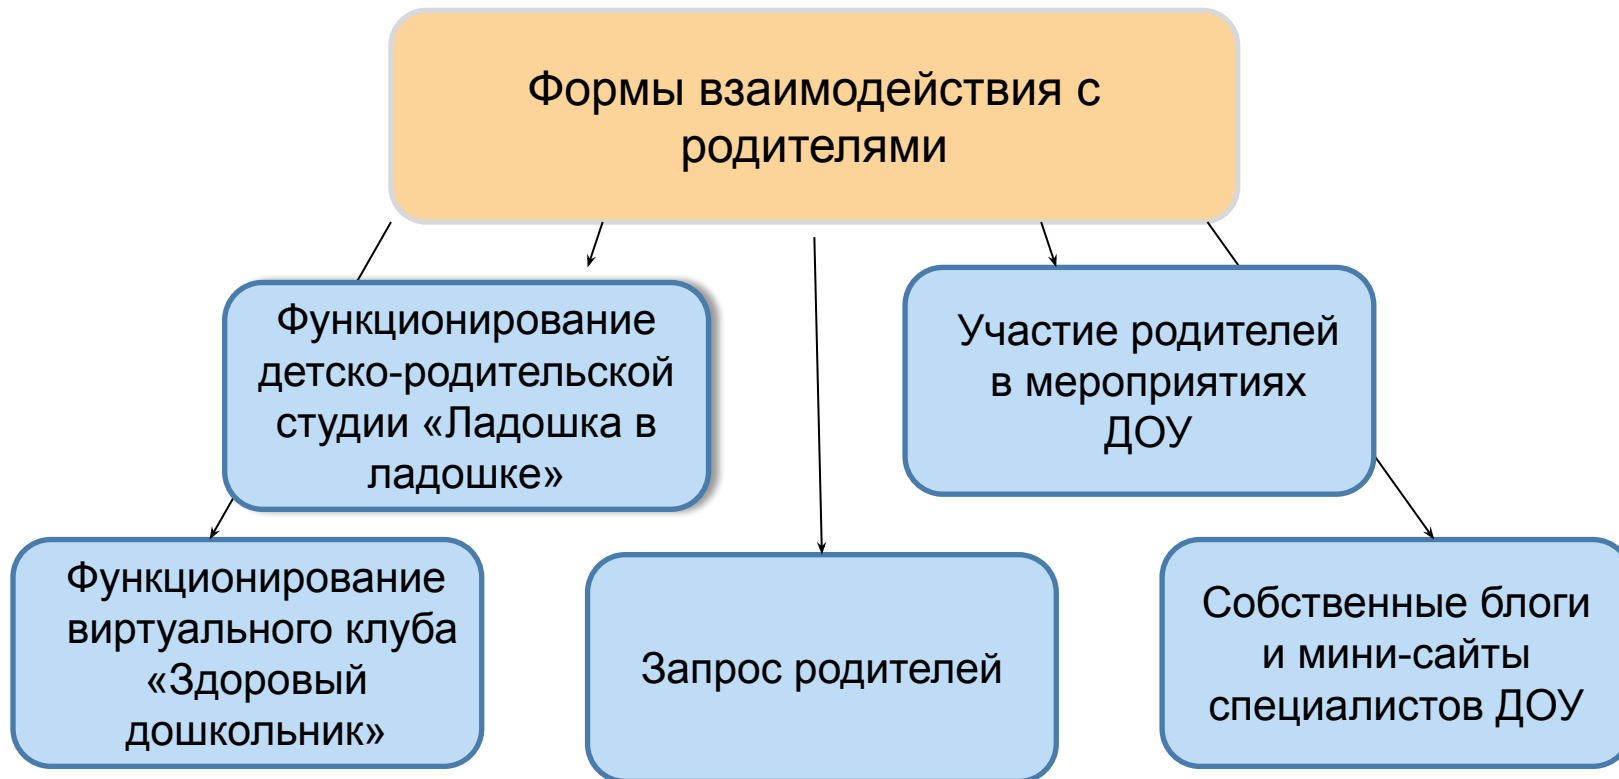 Формы взаимодействия с
родителями
Функционирование
детско-родительской
студии «Ладошка в
ладошке»
Участие родителей
в мероприятиях
ДОУ
Функционирование
виртуального клуба
«Здоровый
дошкольник»
Запрос родителей
Собственные блоги
и мини-сайты
специалистов ДОУ